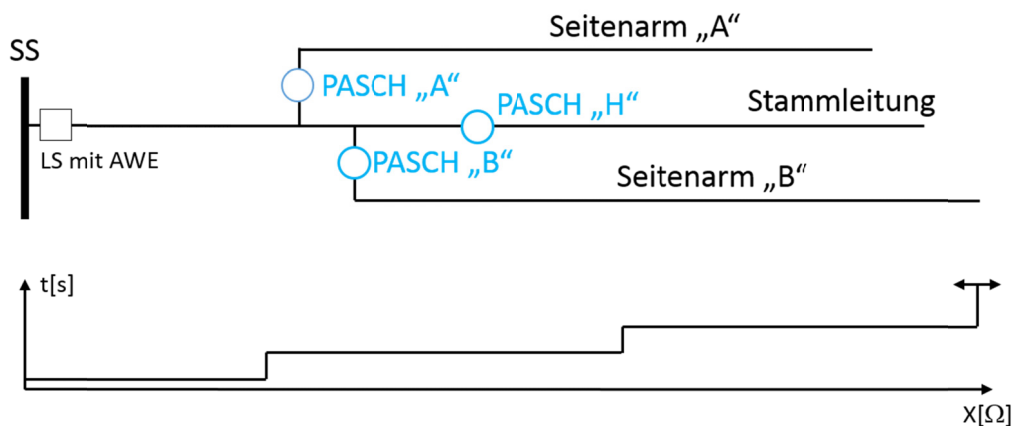 Seitenarm „A“
SS
PASCH „A“
PASCH „H“
Stammleitung
LS mit AWE
PASCH „B“
Seitenarm „B“
t[s]
X[Ω]